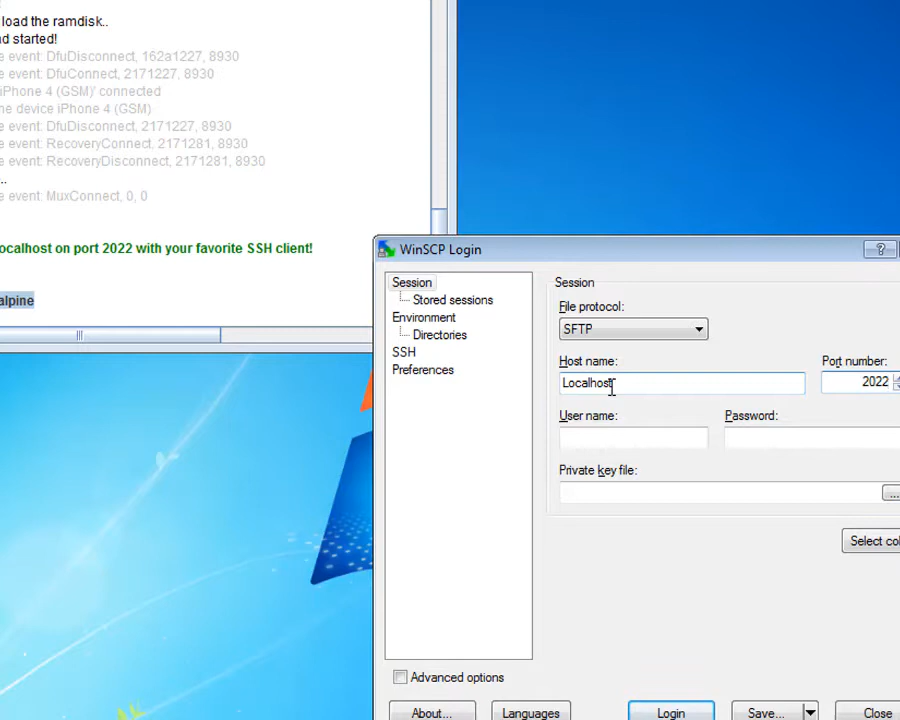 load the ramdisk..
ad started!
e event: DfuDisconnect, 162a1227, 8930
e event: DfuConnect, 2171227, 8930
iPhone 4 (GSM)' connected
ne device iPhone 4 (GSM)
e event: DfuDisconnect, 2171227, 8930
e event: RecoveryConnect, 2171281, 8930
e event: RecoveryDisconnect, 2171281, 8930
..
e event: MuxConnect, 0, 0
ocalhost on port 2022 with your favorite SSH client!
alpine
WinSCP Login
?
Session
Stored sessions
Environment
Directories
SSH
Preferences
Session
File protocol:
SFTP
Host name: Port number:
Localhost 2022
User name: Password:
Private key file:
...
Select col
Advanced options
About... Languages Login Save... Close